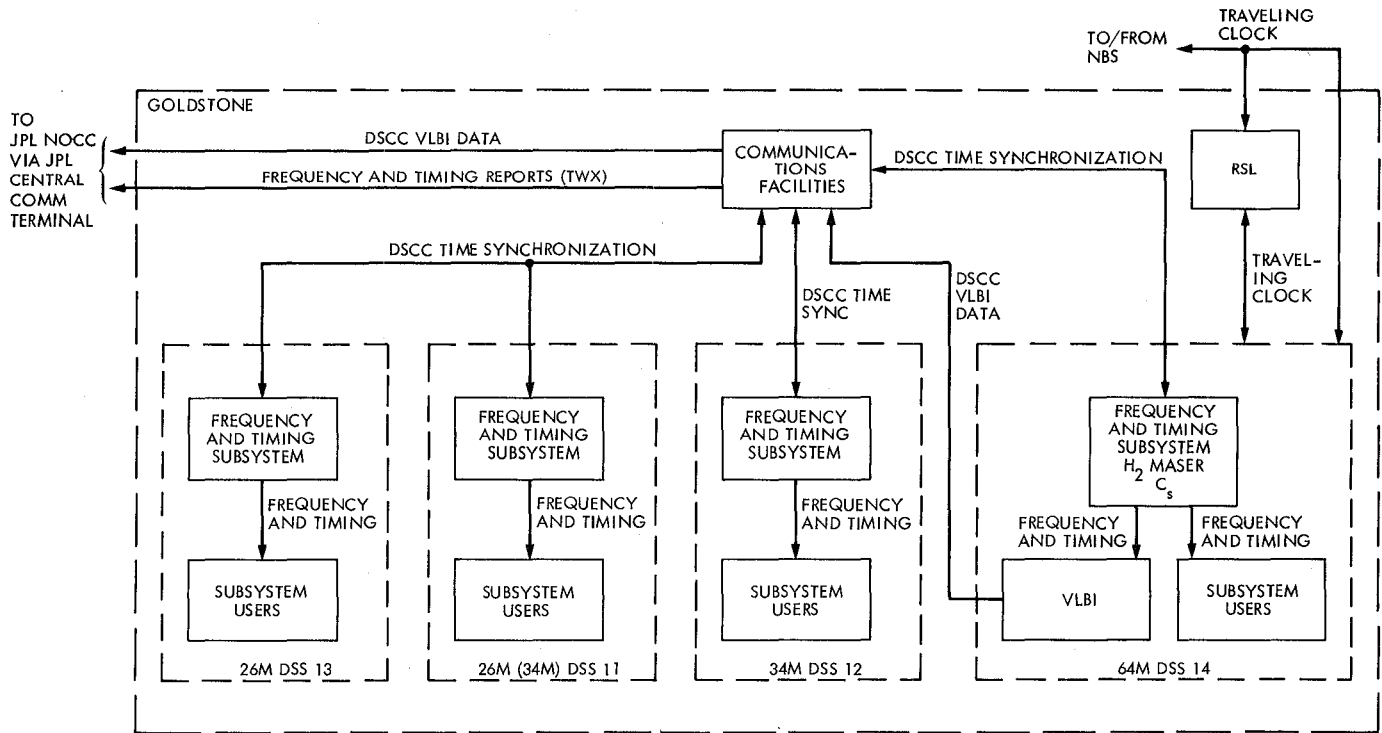 TRAVELING
CLOCK
TO/FROM
NBS
GOLDSTONE
TO
JPL NOCC
VIA JPL
CENTRAL
COMM
TERMINAL
DSCC VLBI DATA
FREQUENCY AND TIMING REPORTS (TWX)
COMMUNICA-
TIONS
FACILITIES
DSCC TIME SYNCHRONIZATION
RSL
DSCC TIME SYNCHRONIZATION
DSCC TIME
SYNC
DSCC
VLBI
DATA
TRAVEL-
ING
CLOCK
FREQUENCY
AND TIMING
SUBSYSTEM
FREQUENCY
AND TIMING
SUBSYSTEM
FREQUENCY
AND TIMING
SUBSYSTEM
FREQUENCY
AND TIMING
SUBSYSTEM
H2 MASER
Cs
FREQUENCY
AND TIMING
FREQUENCY
AND TIMING
FREQUENCY
AND TIMING
FREQUENCY
AND TIMING
FREQUENCY
AND TIMING
SUBSYSTEM
USERS
SUBSYSTEM
USERS
SUBSYSTEM
USERS
VLBI
SUBSYSTEM
USERS
26M DSS 13
26M (34M) DSS 11
34M DSS 12
64M DSS 14